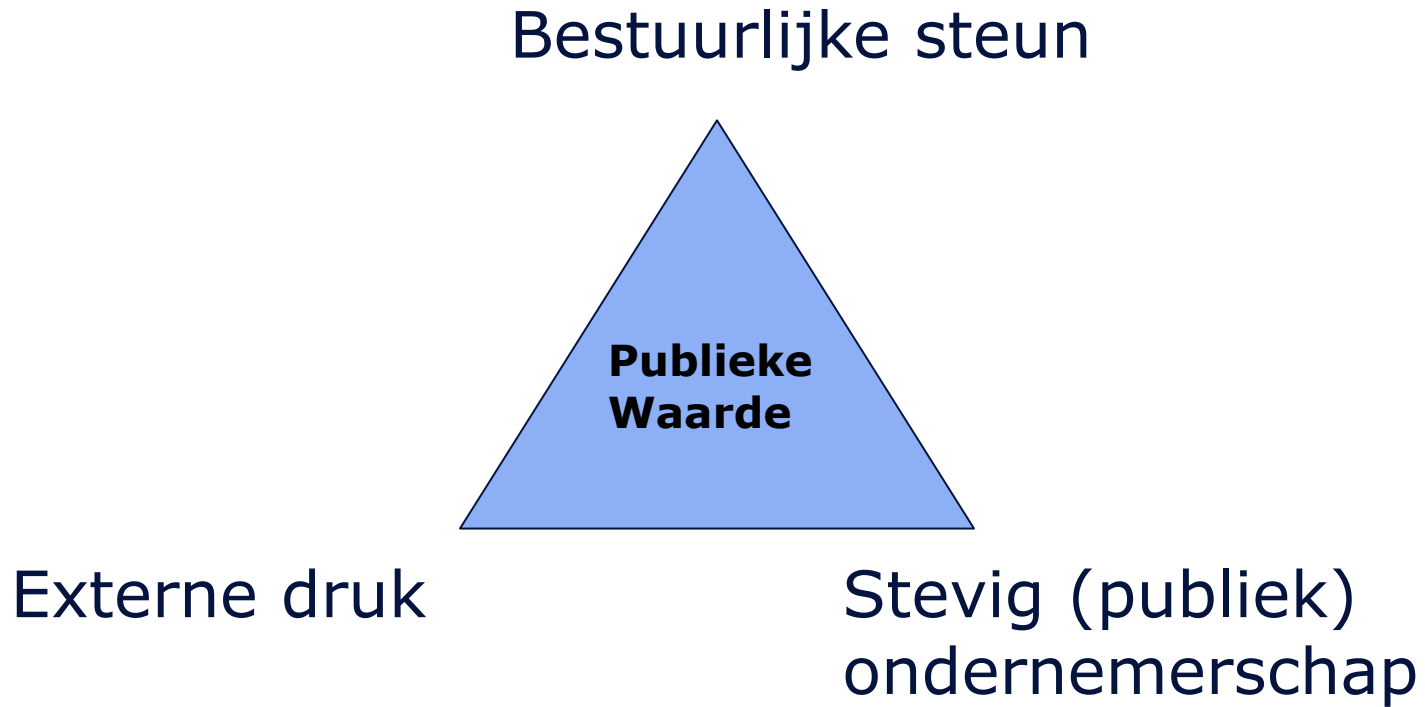 Bestuurlijke steun
Publieke
Waarde
Externe druk
Stevig (publiek)
ondernemerschap